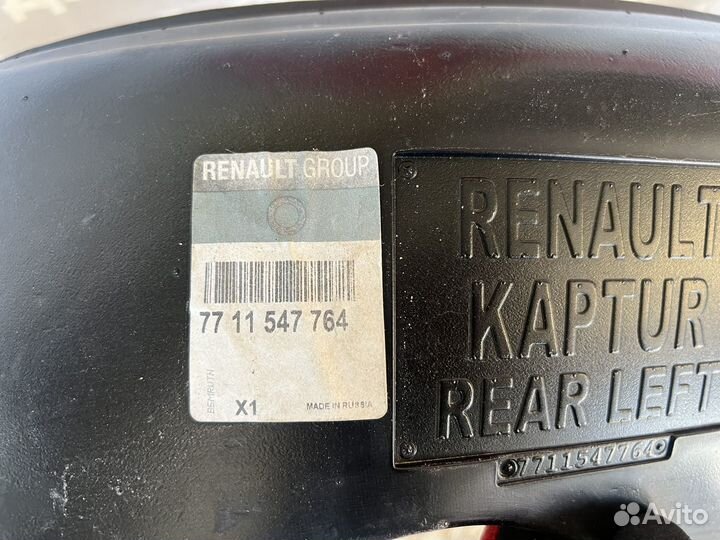 RENAULT GROUP
77 11 547 764
X1
MADE IN RUSSIA
RENAULT
KAPTUR
REAR LEFT
7711547764
Avito